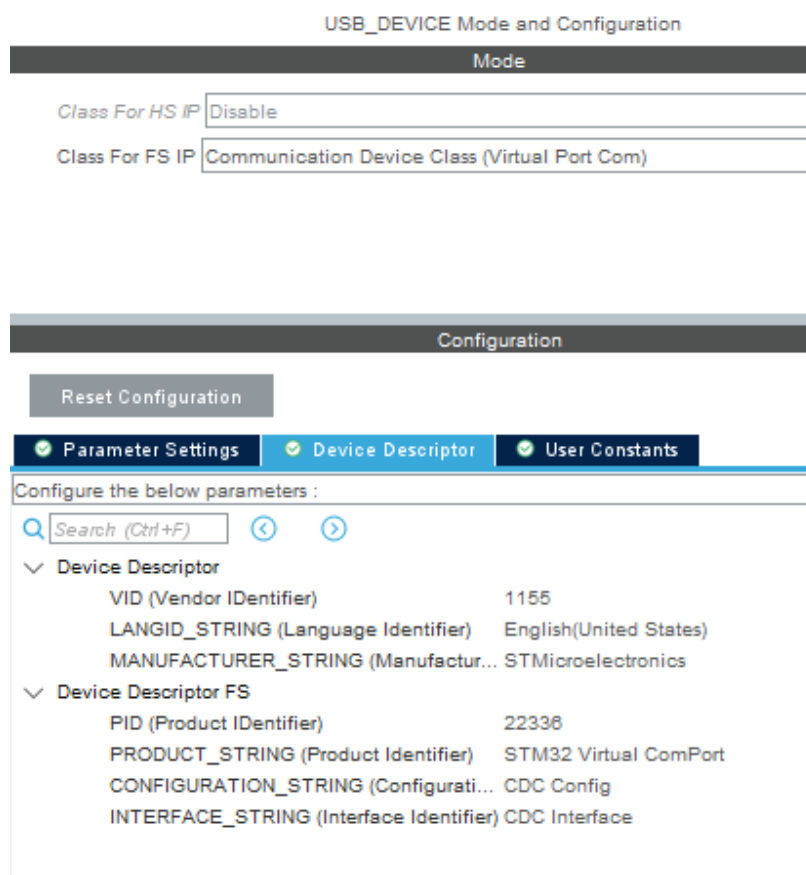 USB_DEVICE Mode and Configuration
Mode
Class For HS IP Disable
Class For FS IP Communication Device Class (Virtual Port Com)
Configuration
Reset Configuration
Parameter Settings Device Descriptor User Constants
Configure the below parameters :
Search (Ctrl+F)
Device Descriptor
VID (Vendor IDentifier) 1155
LANGID_STRING (Language Identifier) English(United States)
MANUFACTURER_STRING (Manufactur... STMicroelectronics
Device Descriptor FS
PID (Product IDentifier) 22336
PRODUCT_STRING (Product Identifier) STM32 Virtual ComPort
CONFIGURATION_STRING (Configurati... CDC Config
INTERFACE_STRING (Interface Identifier) CDC Interface